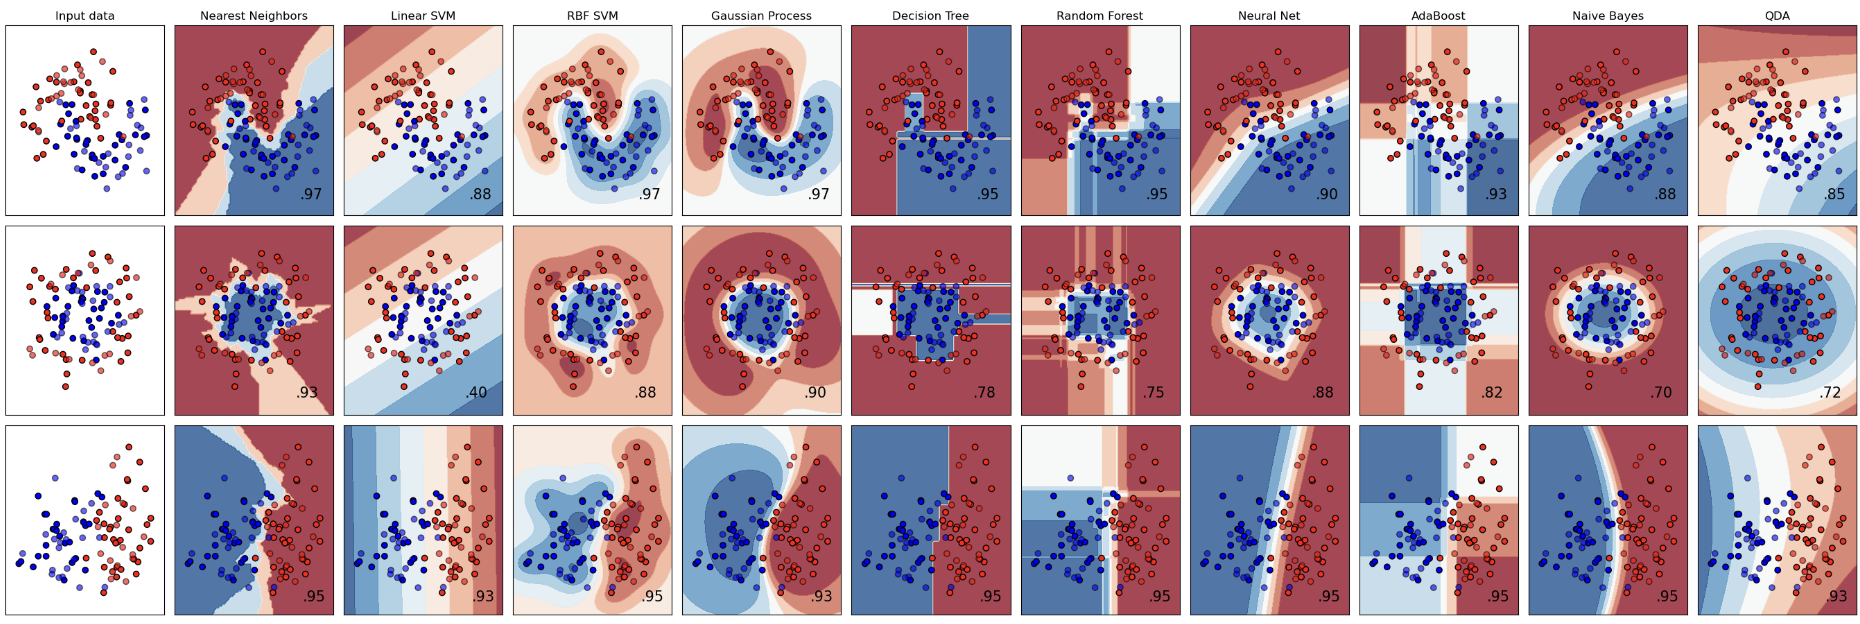 Input data
Nearest Neighbors
Linear SVM
RBF SVM
Gaussian Process
Decision Tree
Random Forest
Neural Net
AdaBoost
Naive Bayes
QDA
.97
.88
.97
.97
.95
.95
.90
.93
.88
.85
.93
.40
.88
.90
.78
.75
.88
.82
.70
.72
.95
.93
.95
.93
.95
.95
.95
.95
.95
.93